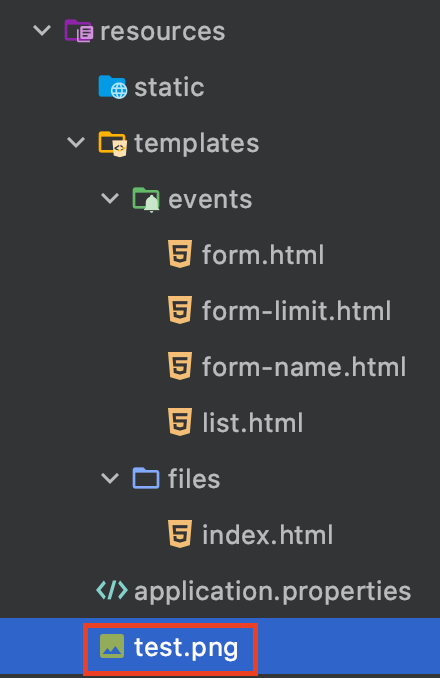 resources
static
templates
events
form.html
form-limit.html
form-name.html
list.html
files
index.html
application.properties
test.png